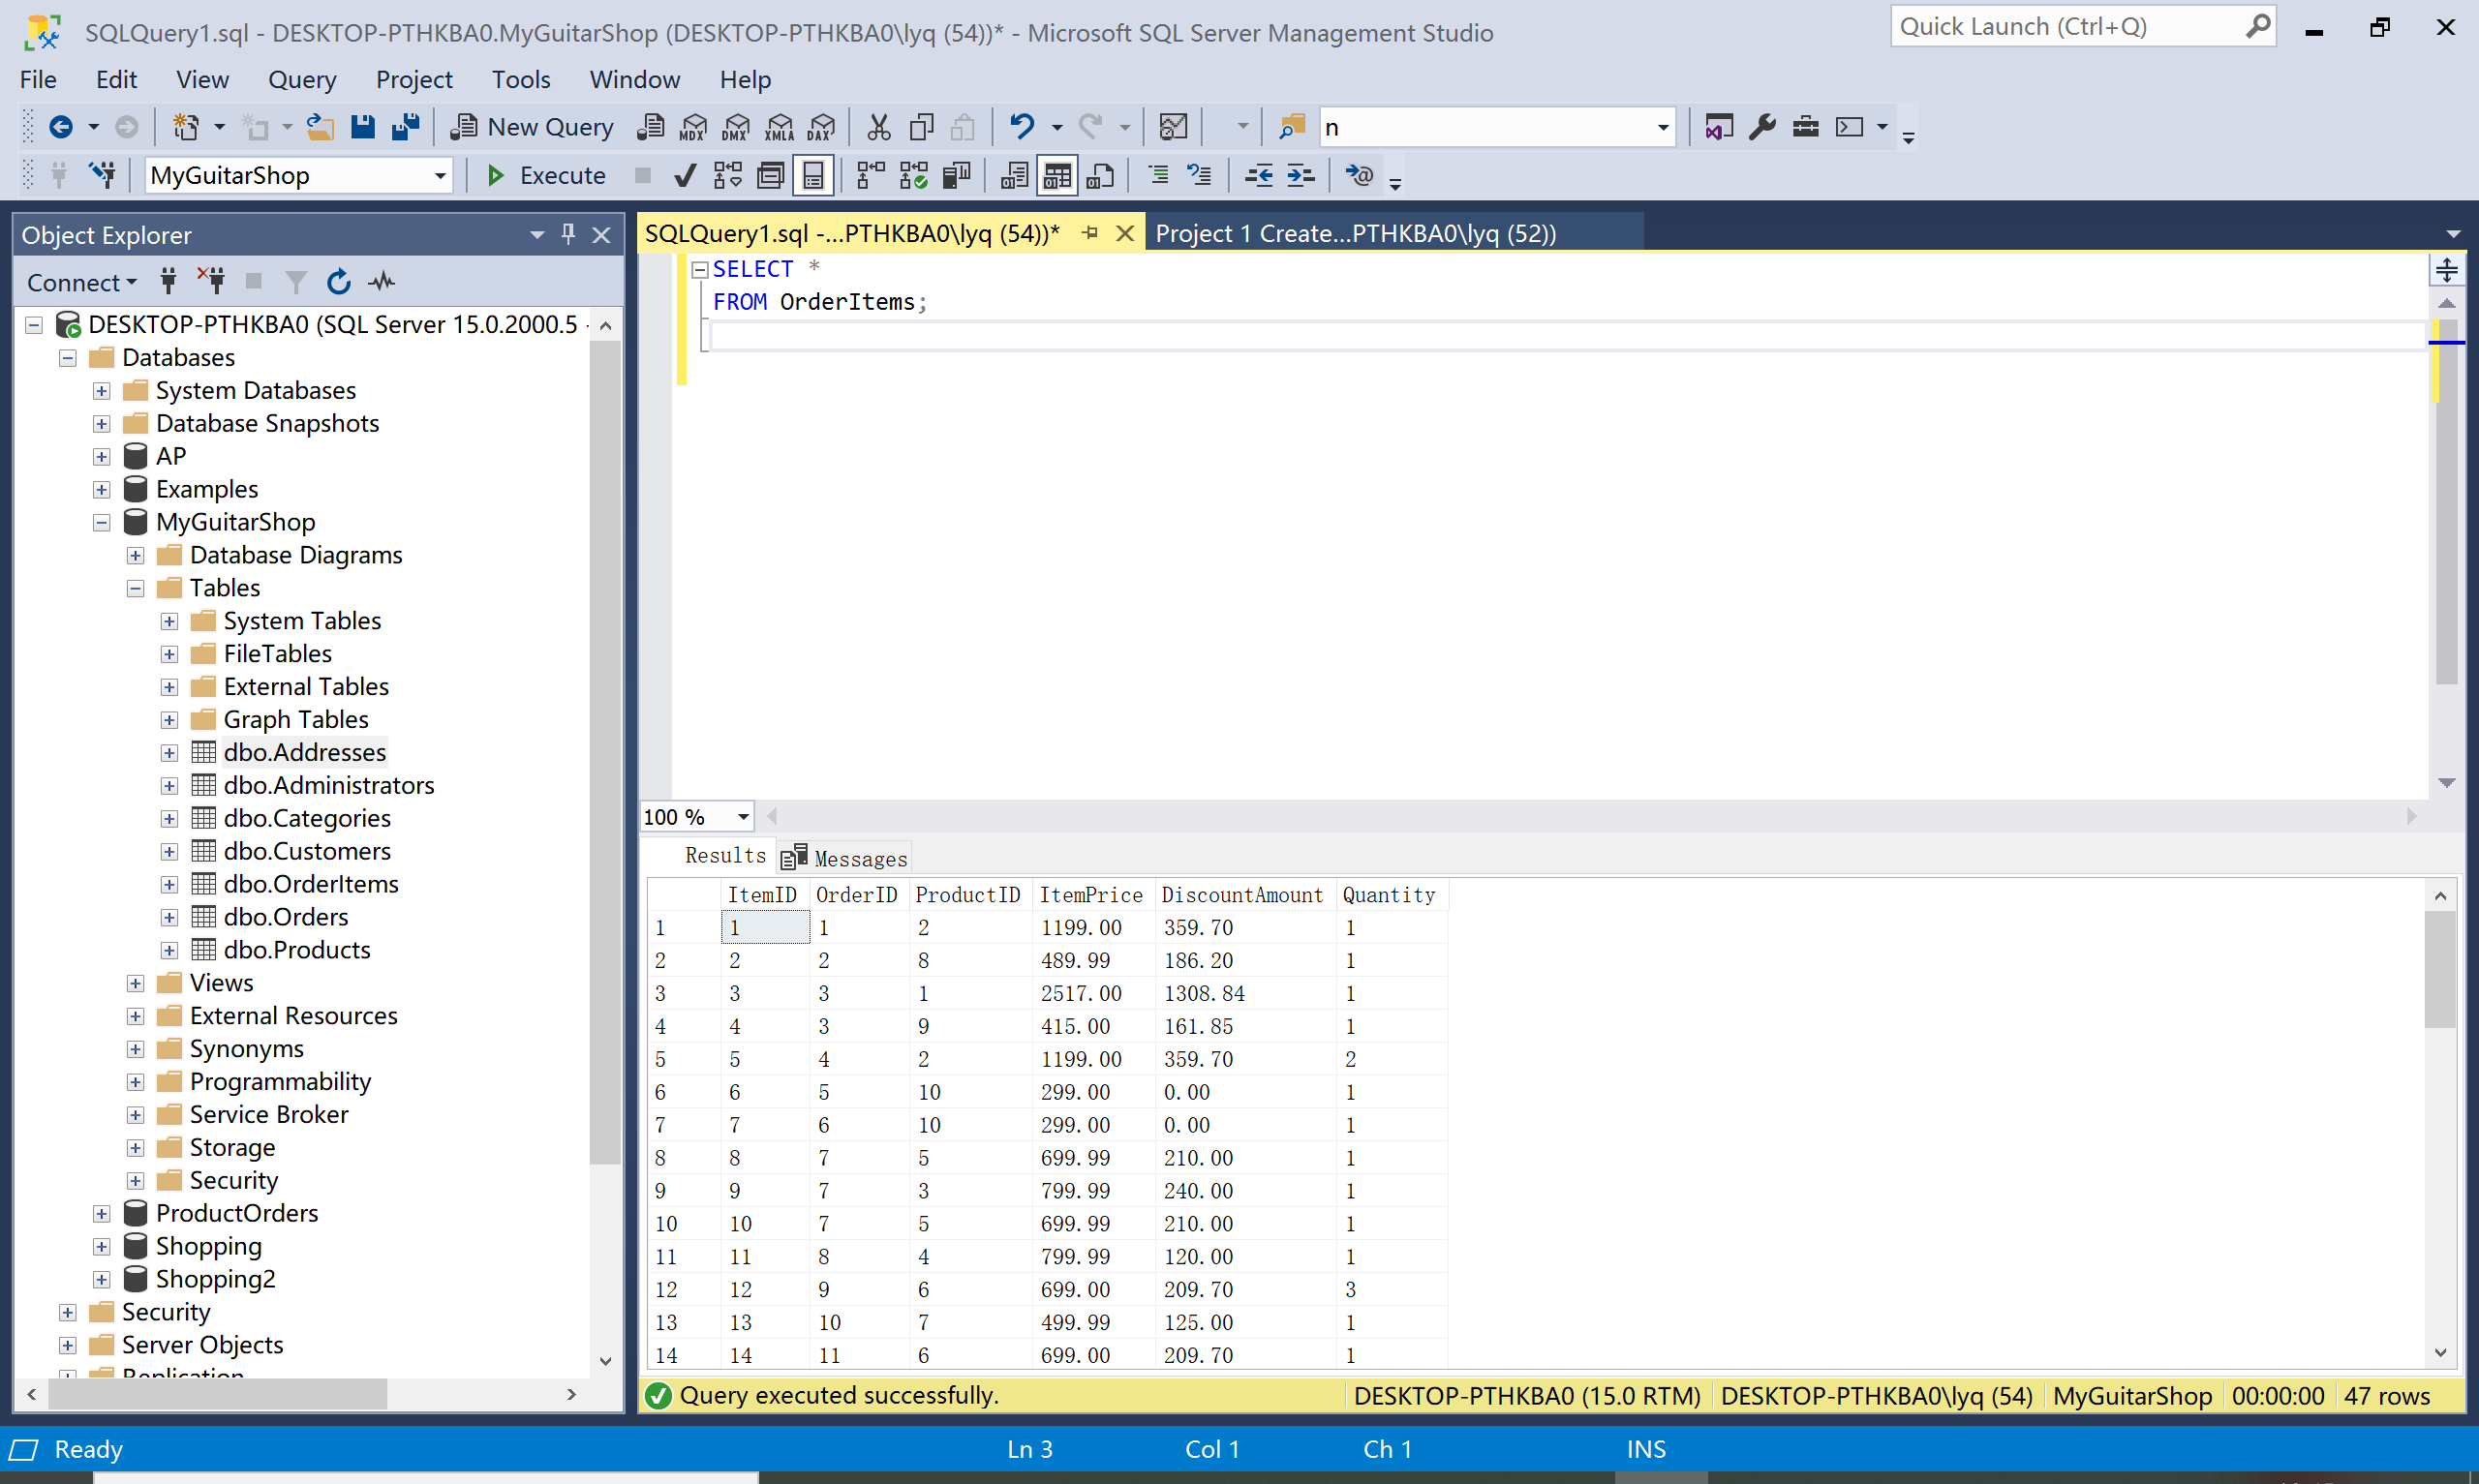 SQLQuery1.sql - DESKTOP-PTHKBA0.MyGuitarShop (DESKTOP-PTHKBA0\lyq (54))* - Microsoft SQL Server Management Studio
Quick Launch (Ctrl+Q)
File Edit View Query Project Tools Window Help
New Query MDX DMX XMLA DAX n
MyGuitarShop Execute
Object Explorer
Connect
DESKTOP-PTHKBA0 (SQL Server 15.0.2000.5 -
Databases
System Databases
Database Snapshots
AP
Examples
MyGuitarShop
Database Diagrams
Tables
System Tables
FileTables
External Tables
Graph Tables
dbo.Addresses
dbo.Administrators
dbo.Categories
dbo.Customers
dbo.OrderItems
dbo.Orders
dbo.Products
Views
External Resources
Synonyms
Programmability
Service Broker
Storage
Security
ProductOrders
Shopping
Shopping2
Security
Server Objects
Replication
SQLQuery1.sql -...PTHKBA0\lyq (54))* Project 1 Create...PTHKBA0\lyq (52))
SELECT *
FROM OrderItems;
100 %
Results Messages
ItemID OrderID ProductID ItemPrice DiscountAmount Quantity
1 1 1 2 1199.00 359.70 1
2 2 2 8 489.99 186.20 1
3 3 3 1 2517.00 1308.84 1
4 4 3 9 415.00 161.85 1
5 5 4 2 1199.00 359.70 2
6 6 5 10 299.00 0.00 1
7 7 6 10 299.00 0.00 1
8 8 7 5 699.99 210.00 1
9 9 7 3 799.99 240.00 1
10 10 7 5 699.99 210.00 1
11 11 8 4 799.99 120.00 1
12 12 9 6 699.00 209.70 3
13 13 10 7 499.99 125.00 1
14 14 11 6 699.00 209.70 1
Query executed successfully. DESKTOP-PTHKBA0 (15.0 RTM) DESKTOP-PTHKBA0\lyq (54) MyGuitarShop 00:00:00 47 rows
Ready Ln 3 Col 1 Ch 1 INS